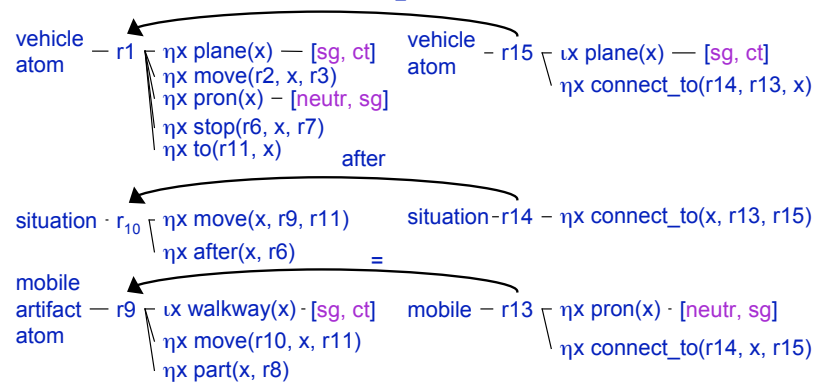 vehicle atom – r1 ηx plane(x) — [sg, ct]
ηx move(r2, x, r3)
ηx pron(x) – [neutr, sg]
ηx stop(r6, x, r7)
ηx to(r11, x)
vehicle atom – r15 ιx plane(x) — [sg, ct]
ηx connect_to(r14, r13, x)
after
situation - r10 ηx move(x, r9, r11)
ηx after(x, r6)
situation – r14 – ηx connect_to(x, r13, r15)
=
mobile artifact atom — r9 ιx walkway(x) - [sg, ct]
ηx move(r10, x, r11)
ηx part(x, r8)
mobile – r13 ηx pron(x) - [neutr, sg]
ηx connect_to(r14, x, r15)